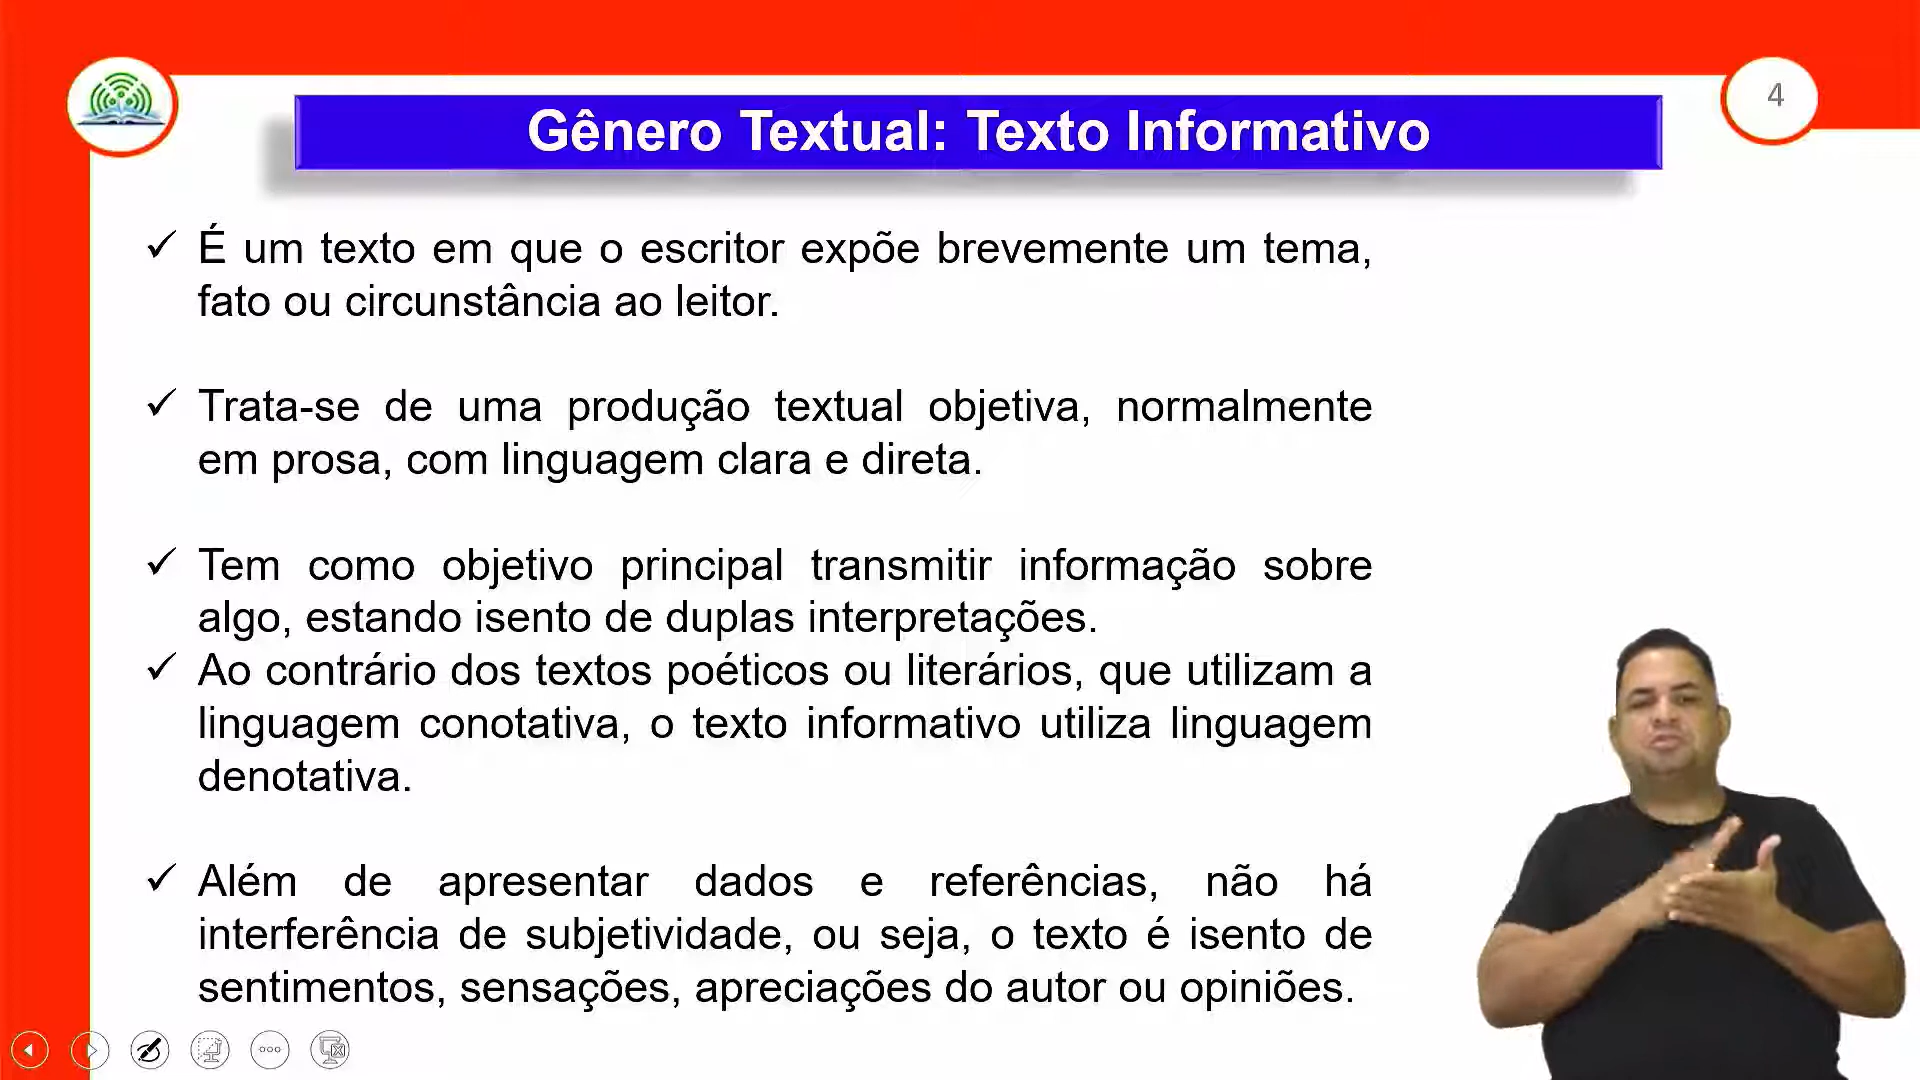 4
Gênero Textual: Texto Informativo
✓ É um texto em que o escritor expõe brevemente um tema,
fato ou circunstância ao leitor.
✓ Trata-se de uma produção textual objetiva, normalmente
em prosa, com linguagem clara e direta.
✓ Tem como objetivo principal transmitir informação sobre
algo, estando isento de duplas interpretações.
✓ Ao contrário dos textos poéticos ou literários, que utilizam a
linguagem conotativa, o texto informativo utiliza linguagem
denotativa.
✓ Além de apresentar dados e referências, não há
interferência de subjetividade, ou seja, o texto é isento de
sentimentos, sensações, apreciações do autor ou opiniões.